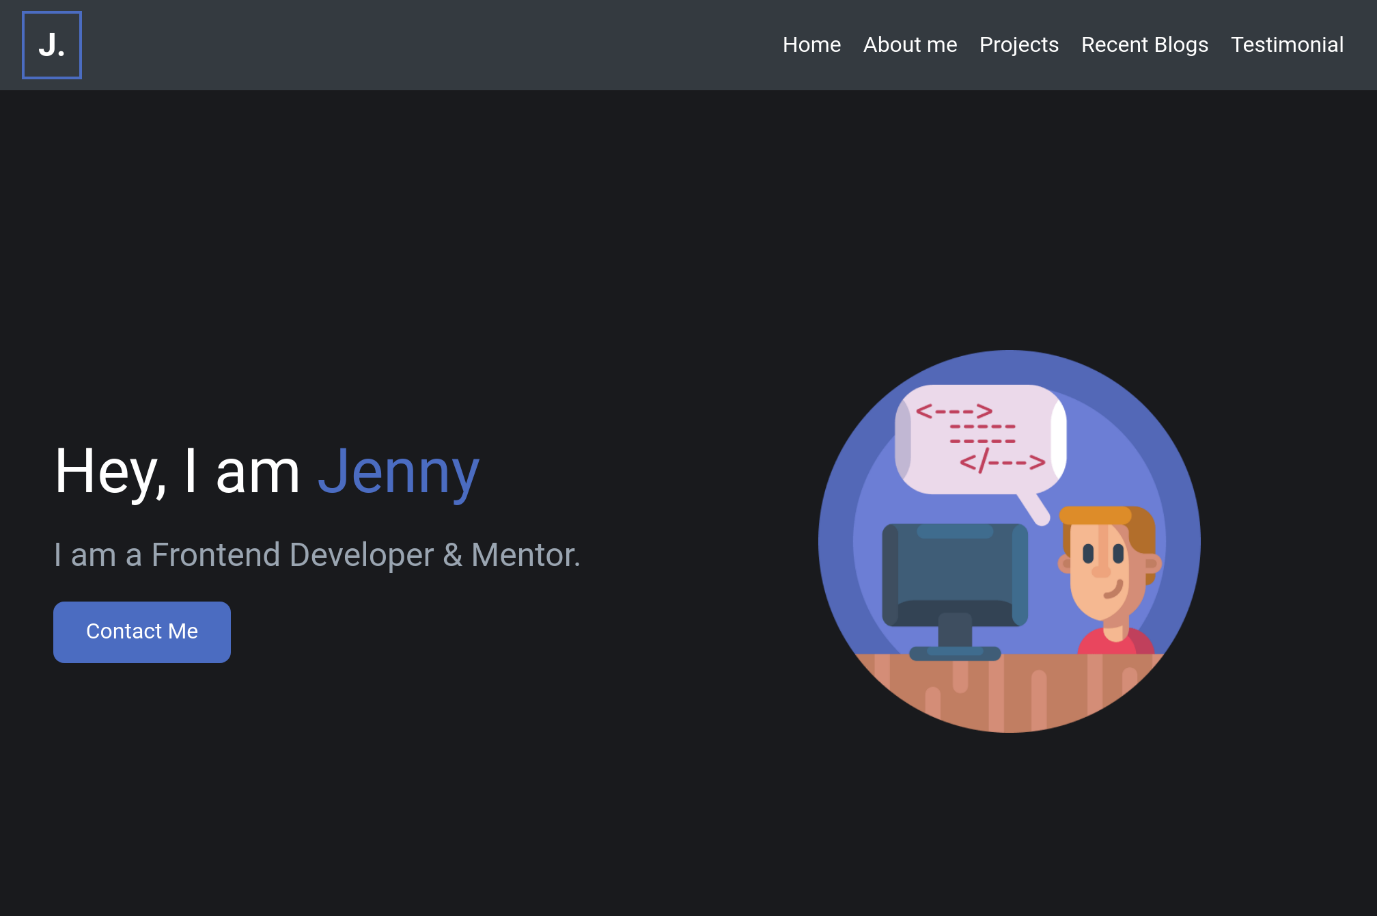 J.
Home About me Projects Recent Blogs Testimonial
<--->
-----
-----
</--->
Hey, I am Jenny
I am a Frontend Developer & Mentor.
Contact Me